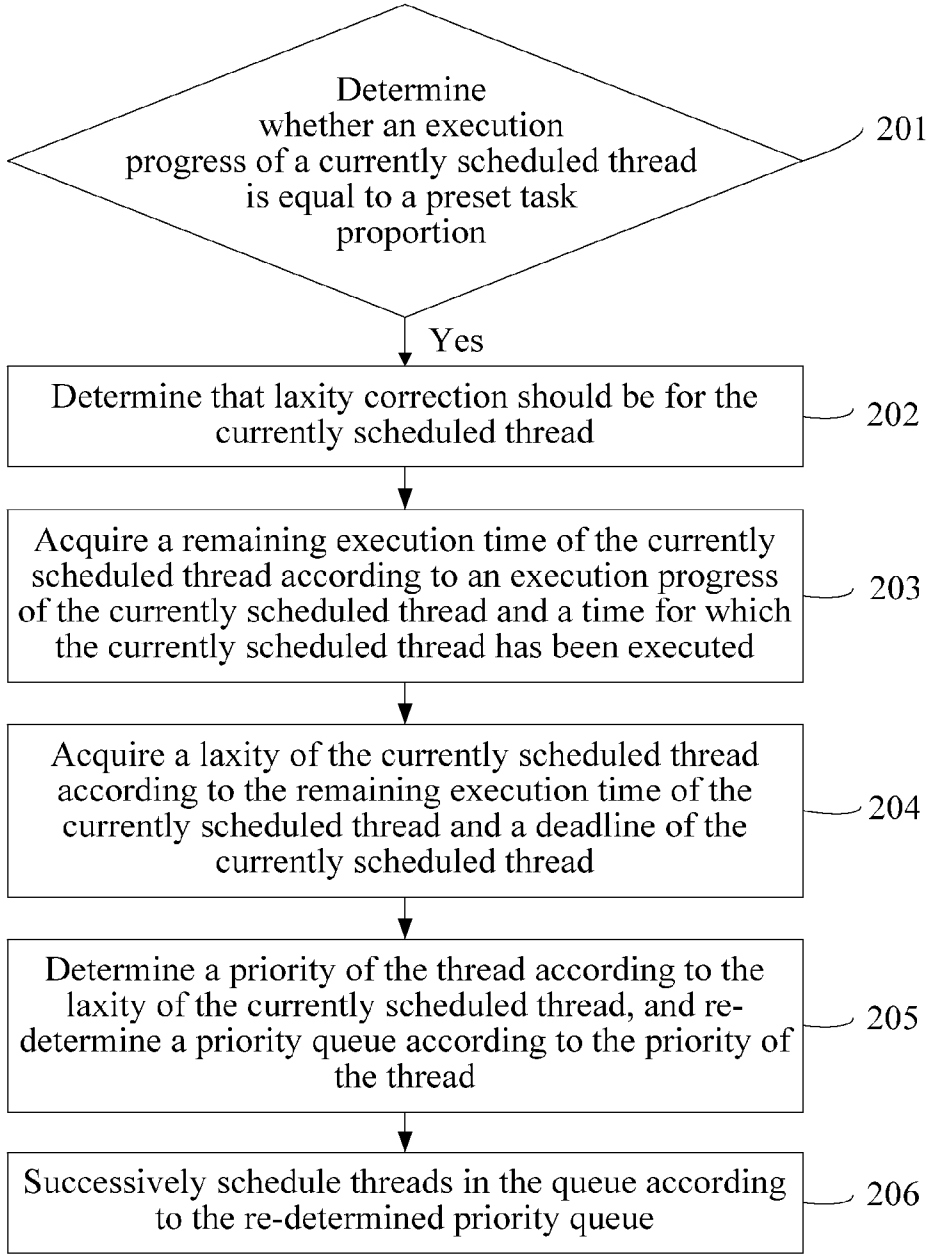 Determine
whether an execution
progress of a currently scheduled thread
is equal to a preset task
proportion
201
Yes
Determine that laxity correction should be for the
currently scheduled thread
202
Acquire a remaining execution time of the currently
scheduled thread according to an execution progress
of the currently scheduled thread and a time for which
the currently scheduled thread has been executed
203
Acquire a laxity of the currently scheduled thread
according to the remaining execution time of the
currently scheduled thread and a deadline of the
currently scheduled thread
204
Determine a priority of the thread according to the
laxity of the currently scheduled thread, and re-
determine a priority queue according to the priority of
the thread
205
Successively schedule threads in the queue according
to the re-determined priority queue
206